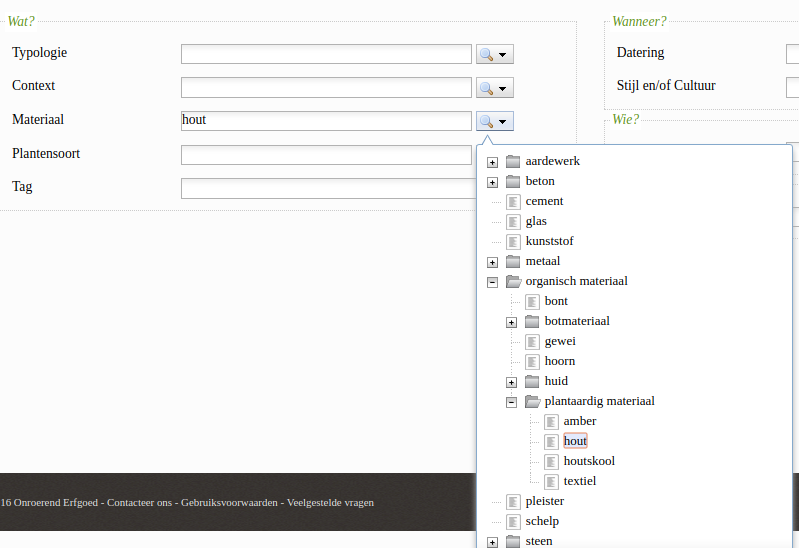 Wat?
Typologie
Context
Materiaal hout
Plantensoort
Tag
Wanneer?
Datering
Stijl en/of Cultuur
Wie?
aardewerk
beton
cement
glas
kunststof
metaal
organisch materiaal
bont
botmateriaal
gewei
hoorn
huid
plantaardig materiaal
amber
hout
houtskool
textiel
pleister
schelp
steen
16 Onroerend Erfgoed - Contacteer ons - Gebruiksvoorwaarden - Veelgestelde vragen